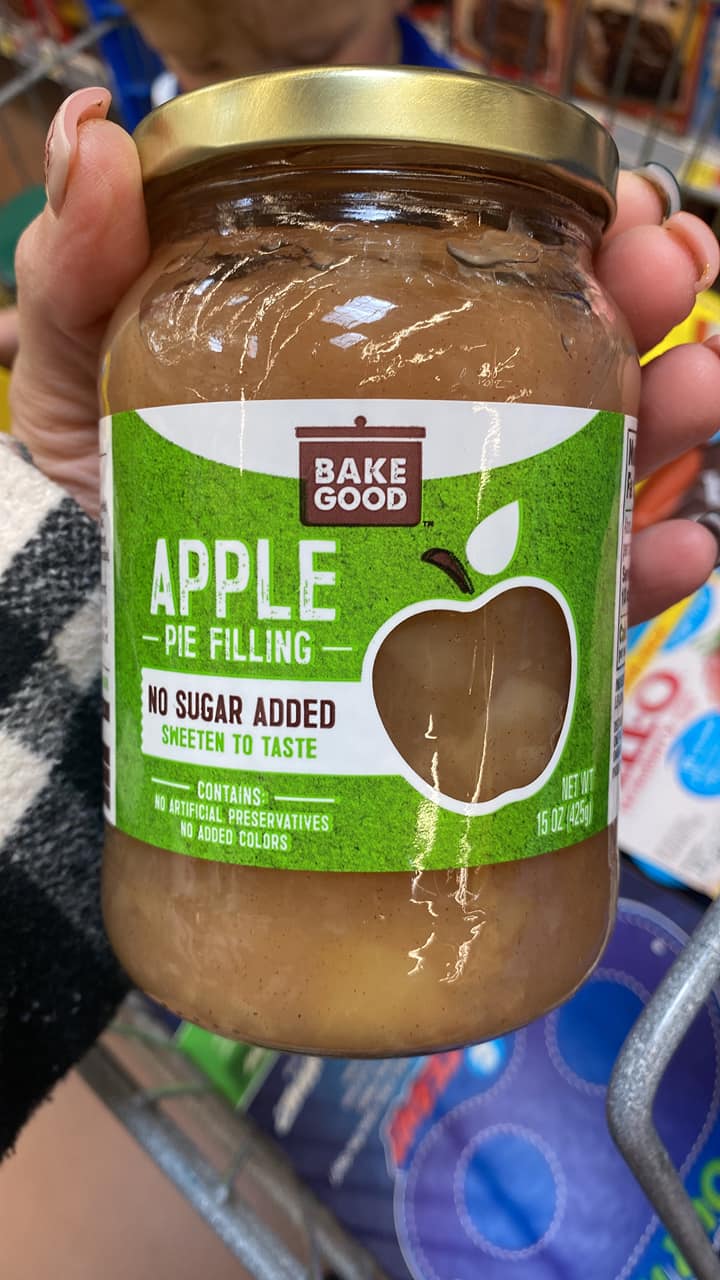 BAKE
GOOD™
APPLE
PIE FILLING
NO SUGAR ADDED
SWEETEN TO TASTE
CONTAINS:
NO ARTIFICIAL PRESERVATIVES
NO ADDED COLORS
NET WT
15 OZ (425g)